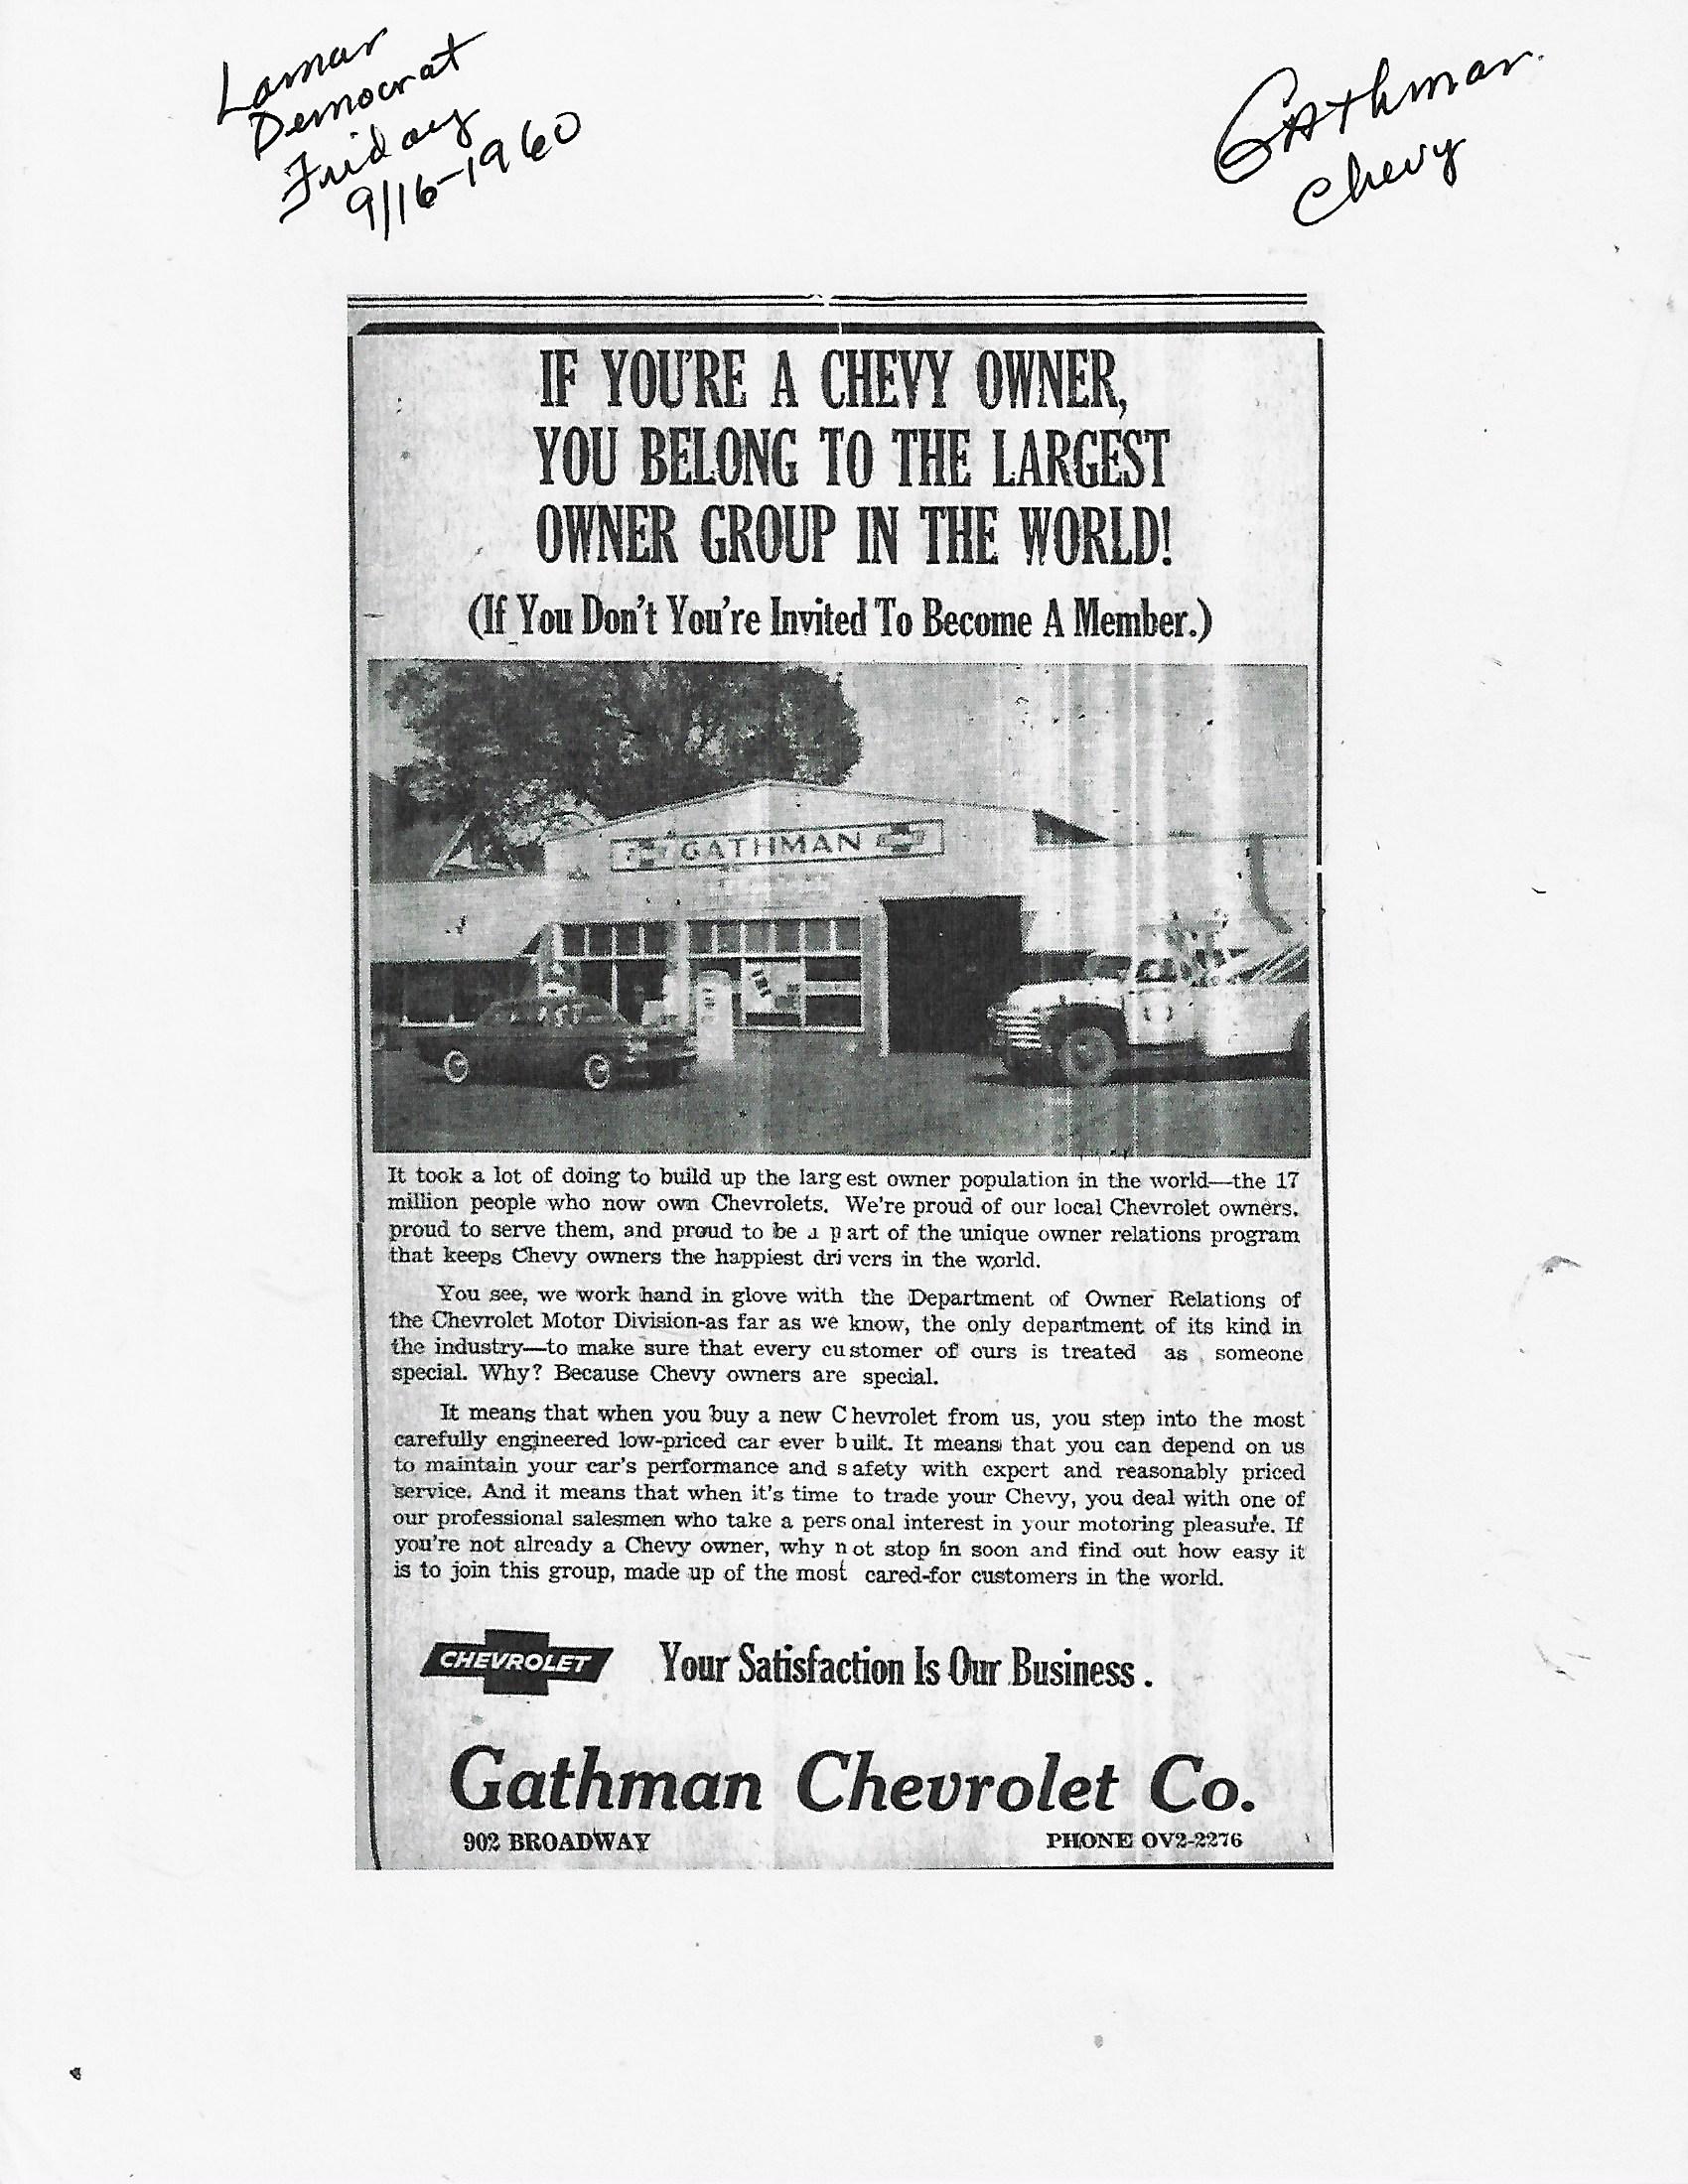 Lamar
Democrat
Friday
9/16-1960
GAthman
Chevy
IF YOU'RE A CHEVY OWNER,
YOU BELONG TO THE LARGEST
OWNER GROUP IN THE WORLD!
(If You Don't You're Invited To Become A Member.)
GATHMAN
It took a lot of doing to build up the largest owner population in the world—the 17
million people who now own Chevrolets. We're proud of our local Chevrolet owners.
proud to serve them, and proud to be a part of the unique owner relations program
that keeps Chevy owners the happiest drivers in the world.
You see, we work hand in glove with the Department of Owner Relations of
the Chevrolet Motor Division-as far as we know, the only department of its kind in
the industry—to make sure that every customer of ours is treated as someone
special. Why? Because Chevy owners are special.
It means that when you buy a new Chevrolet from us, you step into the most
carefully engineered low-priced car ever built. It means that you can depend on us
to maintain your car's performance and safety with expert and reasonably priced
service. And it means that when it's time to trade your Chevy, you deal with one of
our professional salesmen who take a personal interest in your motoring pleasure. If
you're not already a Chevy owner, why not stop in soon and find out how easy it
is to join this group, made up of the most cared-for customers in the world.
CHEVROLET
Your Satisfaction Is Our Business.
Gathman Chevrolet Co.
902 BROADWAY
PHONE OV2-2276